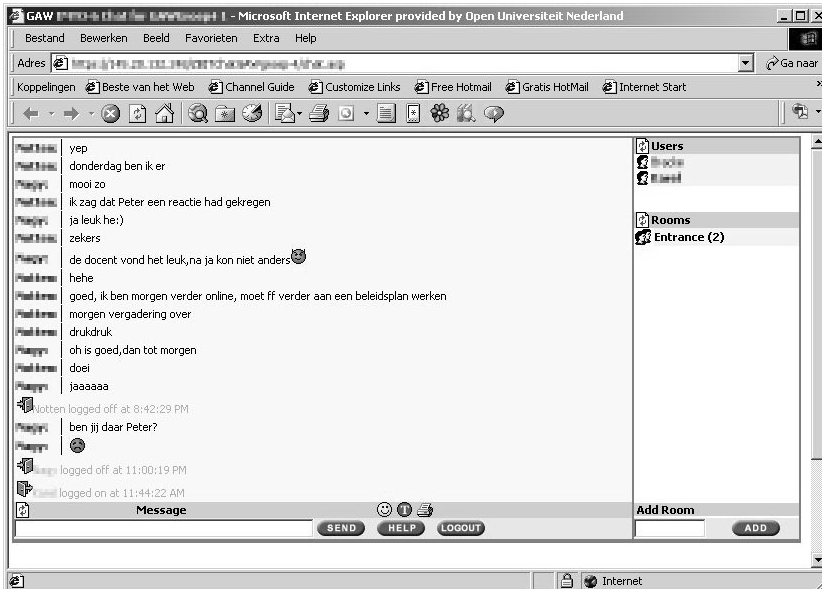 GAW - Microsoft Internet Explorer provided by Open Universiteit Nederland
Bestand Bewerken Beeld Favorieten Extra Help
Adres Ga naar
Koppelingen Beste van het Web Channel Guide Customize Links Free Hotmail Gratis HotMail Internet Start
yep
donderdag ben ik er
mooi zo
ik zag dat Peter een reactie had gekregen
ja leuk he:)
zekers
de docent vond het leuk,na ja kon niet anders
hehe
goed, ik ben morgen verder online, moet ff verder aan een beleidsplan werken
morgen vergadering over
drukdruk
oh is goed,dan tot morgen
doei
jaaaaaa
Notten logged off at 8:42:29 PM
ben jij daar Peter?
logged off at 11:00:19 PM
logged on at 11:44:22 AM
Message
SEND HELP LOGOUT
Users
Rooms
Entrance (2)
Add Room
ADD
Internet